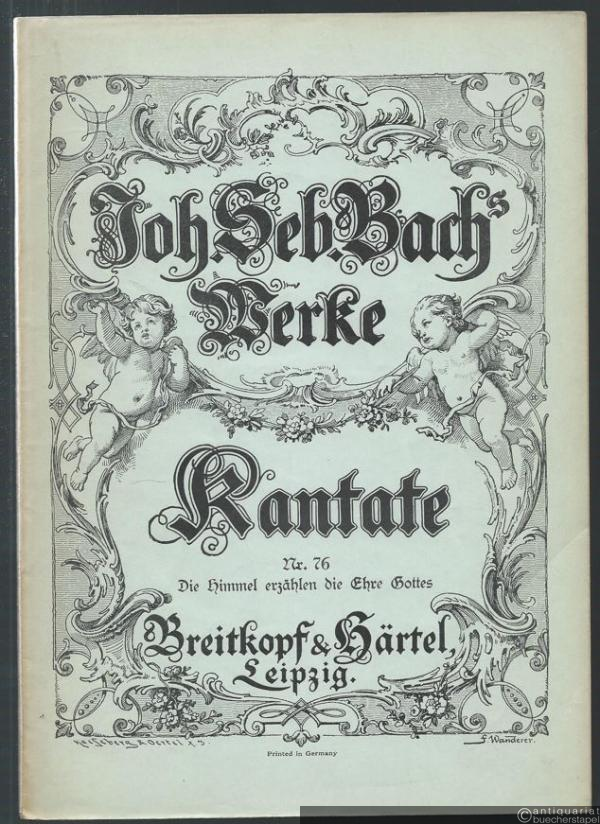 Joh. Seb. Bachs
Werke
Kantate
Nr. 76
Die Himmel erzählen die Ehre Gottes
Breitkopf & Härtel,
Leipzig.
F. Wanderer.
Printed in Germany
©antiquariat
buecherstapel